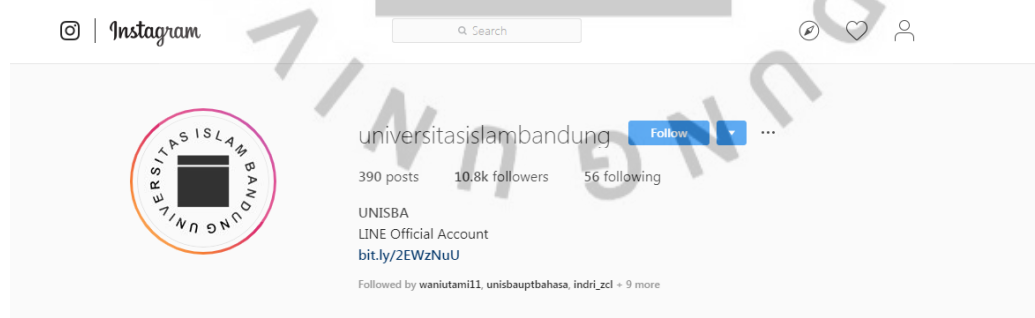 Instagram
Search
universitasislambandung Follow ...
390 posts 10.8k followers 56 following
UNIVERSITAS ISLAM BANDUNG
UNISBA
LINE Official Account
bit.ly/2EWzNuU
Followed by waniutami11, unisbauptbahasa, indri_zcl + 9 more